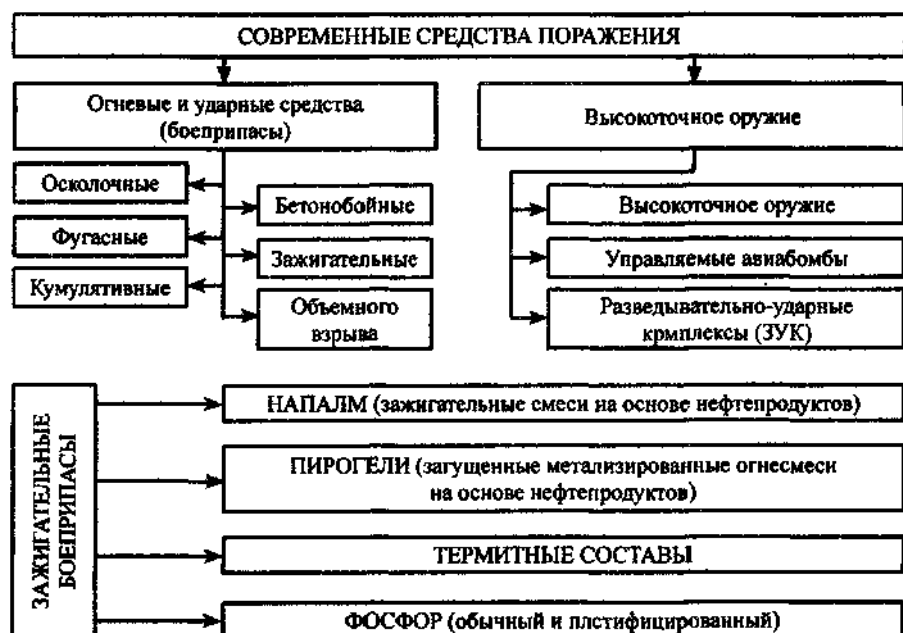 СОВРЕМЕННЫЕ СРЕДСТВА ПОРАЖЕНИЯ
Огневые и ударные средства
(боеприпасы)
Высокоточное оружие
Осколочные
Фугасные
Кумулятивные
Бетонобойные
Зажигательные
Объемного
взрыва
Высокоточное оружие
Управляемые авиабомбы
Разведывательно-ударные
крмплексы (ЗУК)
ЗАЖИГАТЕЛЬНЫЕ
БОЕПРИПАСЫ
НАПАЛМ (зажигательные смеси на основе нефтепродуктов)
ПИРОГЕЛИ (загущенные метализированные огнесмеси
на основе нефтепродуктов)
ТЕРМИТНЫЕ СОСТАВЫ
ФОСФОР (обычный и плстифицированный)